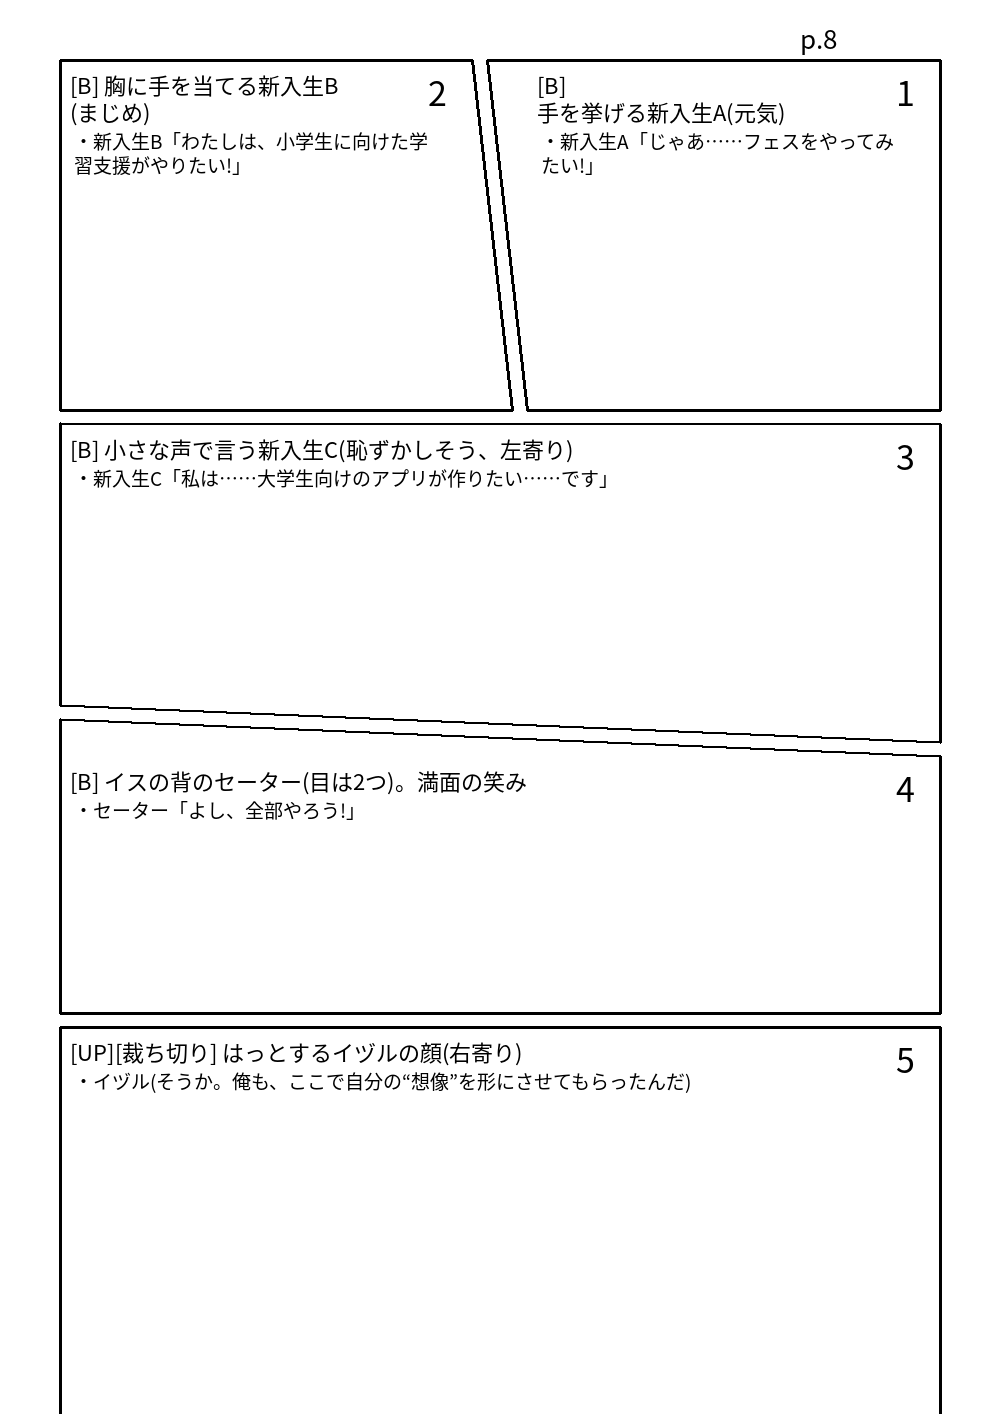 p.8
1
[B]
手を挙げる新入生A(元気)
・新入生A「じゃあ……フェスをやってみ
たい!」
2
[B] 胸に手を当てる新入生B
(まじめ)
・新入生B「わたしは、小学生に向けた学
習支援がやりたい!」
3
[B] 小さな声で言う新入生C(恥ずかしそう、左寄り)
・新入生C「私は……大学生向けのアプリが作りたい……です」
4
[B] イスの背のセーター(目は2つ)。満面の笑み
・セーター「よし、全部やろう!」
5
[UP][裁ち切り] はっとするイヅルの顔(右寄り)
・イヅル(そうか。俺も、ここで自分の“想像”を形にさせてもらったんだ)